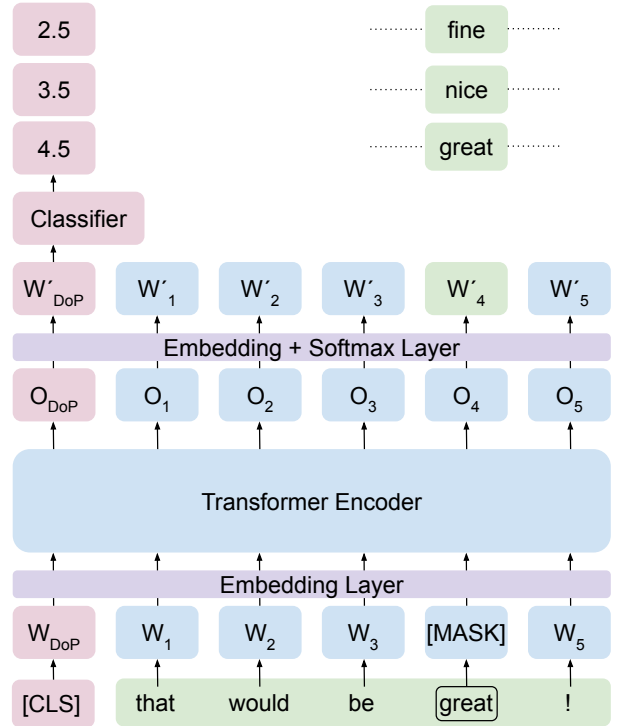 2.5 fine
3.5 nice
4.5 great
Classifier
W´DoP W´1 W´2 W´3 W´4 W´5
Embedding + Softmax Layer
ODoP O1 O2 O3 O4 O5
Transformer Encoder
Embedding Layer
WDoP W1 W2 W3 [MASK] W5
[CLS] that would be great !